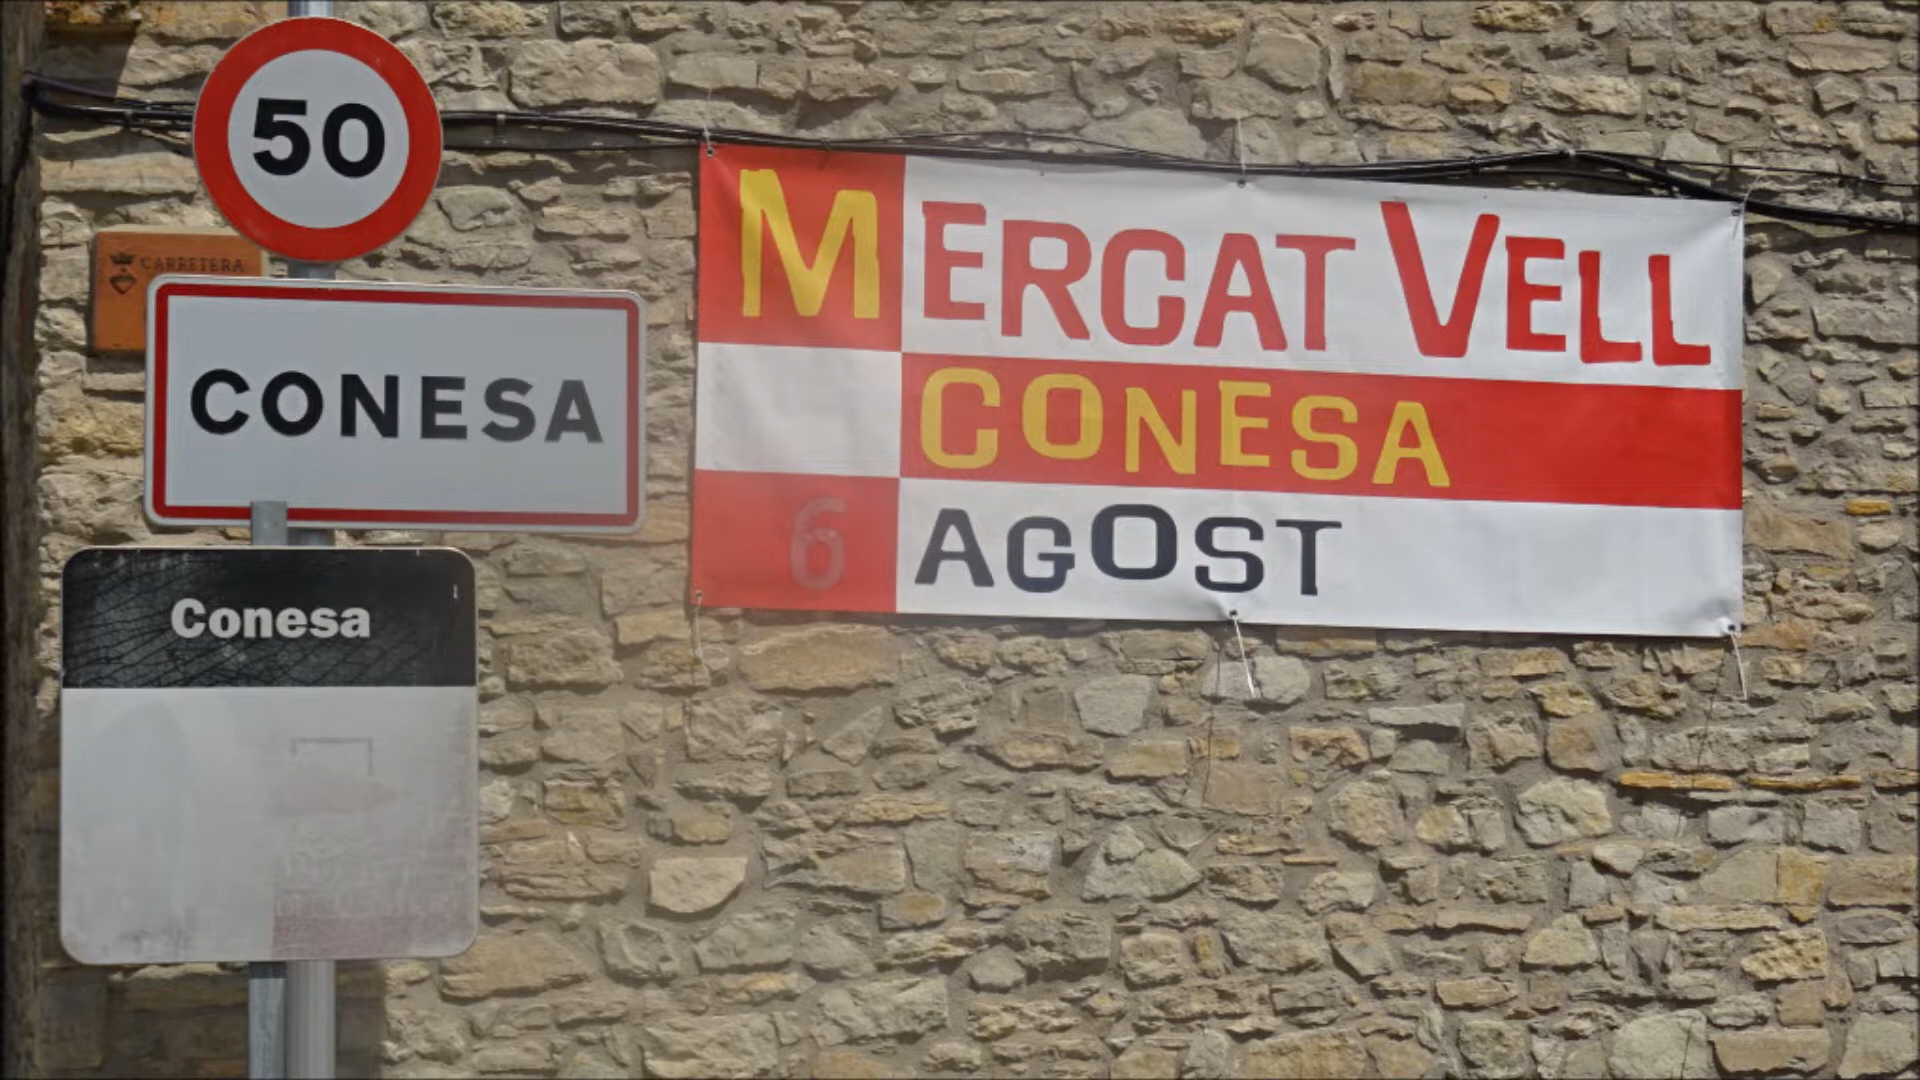 50
CARRETERA
CONESA
Conesa
MERCAT VELL
CONESA
6 AGOST